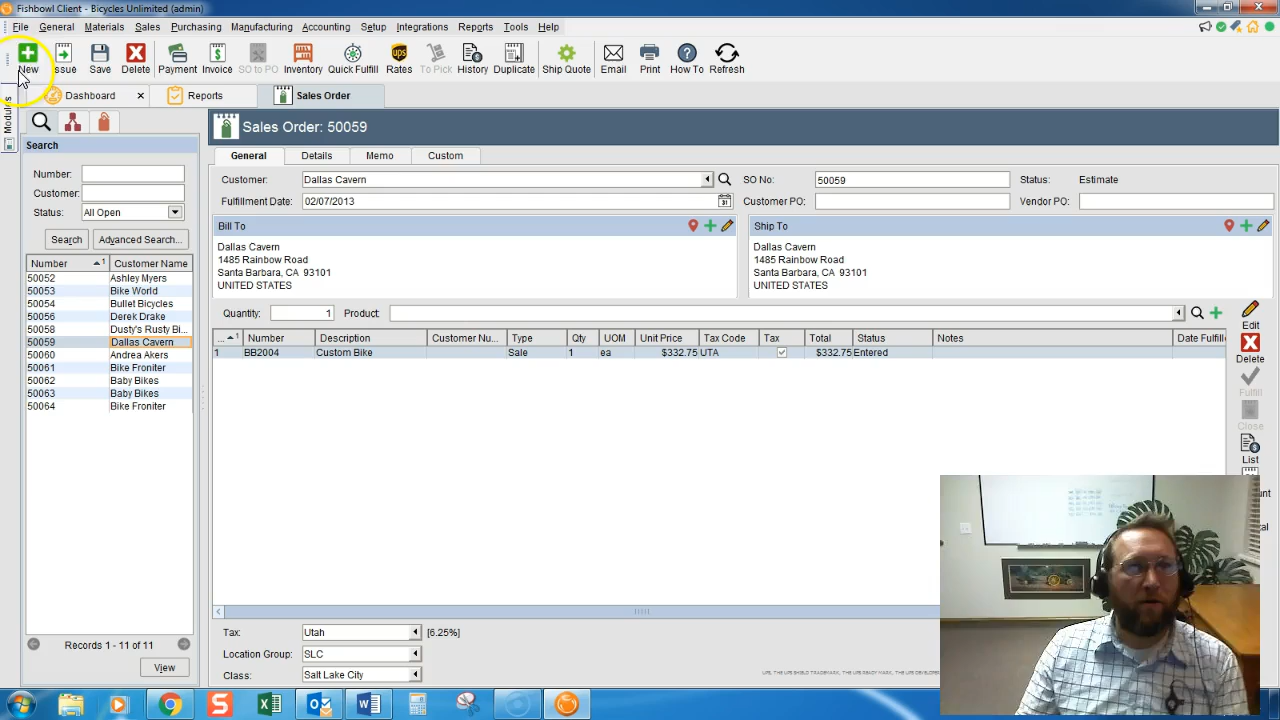 Fishbowl Client - Bicycles Unlimited (admin)
File General Materials Sales Purchasing Manufacturing Accounting Setup Integrations Reports Tools Help
New Issue Save Delete Payment Invoice SO to PO Inventory Quick Fulfill Rates To Pick History Duplicate Ship Quote Email Print How To Refresh
Modules
Dashboard Reports Sales Order
Search
Number:
Customer:
Status: All Open
Search Advanced Search...
Number Customer Name
50052 Ashley Myers
50053 Bike World
50054 Bullet Bicycles
50056 Derek Drake
50058 Dusty's Rusty Bi...
50059 Dallas Cavern
50060 Andrea Akers
50061 Bike Froniter
50062 Baby Bikes
50063 Baby Bikes
50064 Bike Froniter
Records 1 - 11 of 11
View
Sales Order: 50059
General Details Memo Custom
Customer: Dallas Cavern SO No: 50059 Status: Estimate
Fulfillment Date: 02/07/2013 Customer PO: Vendor PO:
Bill To
Dallas Cavern
1485 Rainbow Road
Santa Barbara, CA 93101
UNITED STATES
Ship To
Dallas Cavern
1485 Rainbow Road
Santa Barbara, CA 93101
UNITED STATES
Quantity: 1 Product:
... 1 Number Description Customer Nu... Type Qty UOM Unit Price Tax Code Tax Total Status Notes Date Fulfill
1 BB2004 Custom Bike Sale 1 ea $332.75 UTA $332.75 Entered
Edit
Delete
Fulfill
Close
List
Tax: Utah [6.25%]
Location Group: SLC
Class: Salt Lake City